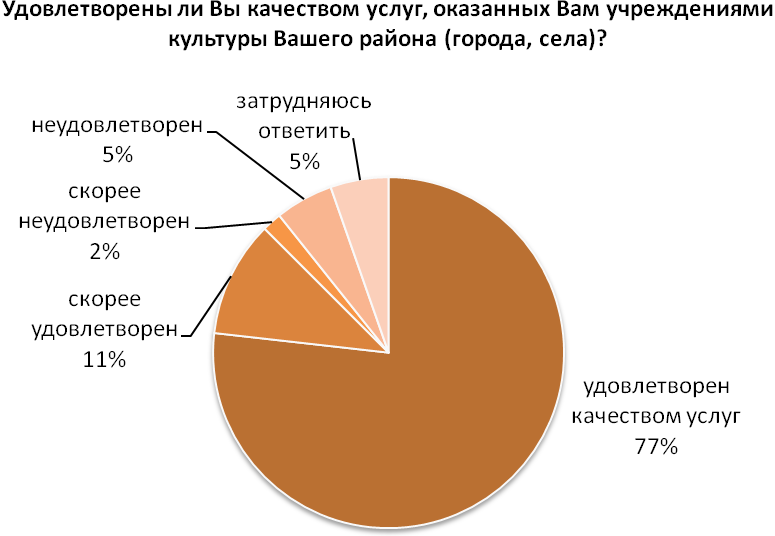 Удовлетворены ли Вы качеством услуг, оказанных Вам учреждениями
культуры Вашего района (города, села)?
затрудняюсь
ответить
5%
неудовлетворен
5%
скорее
неудовлетворен
2%
скорее
удовлетворен
11%
удовлетворен
качеством услуг
77%